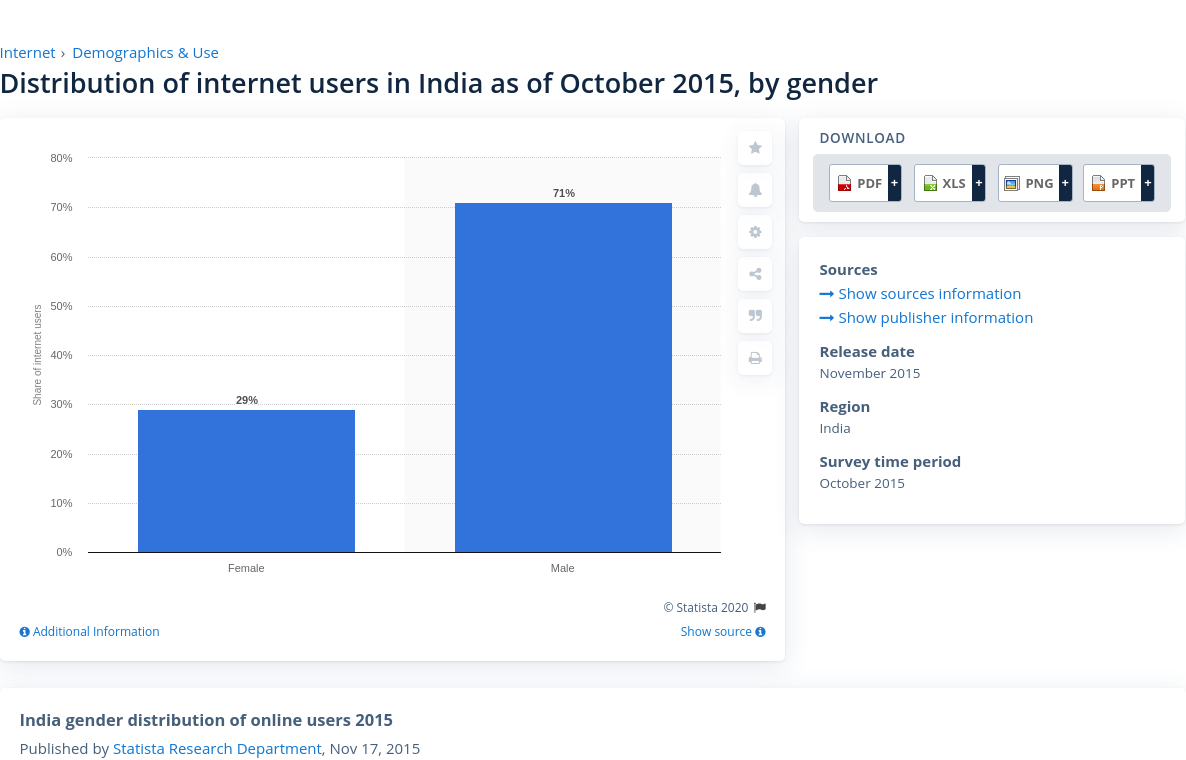 Internet › Demographics & Use
Distribution of internet users in India as of October 2015, by gender
80%
70%
60%
50%
40%
30%
20%
10%
0%
Share of internet users
29%
71%
Female
Male
© Statista 2020
Additional Information
Show source
DOWNLOAD
PDF + XLS + PNG + PPT +
Sources
Show sources information
Show publisher information
Release date
November 2015
Region
India
Survey time period
October 2015
India gender distribution of online users 2015
Published by Statista Research Department, Nov 17, 2015